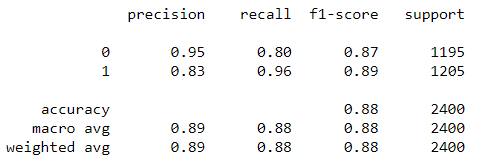 precision recall f1-score support
0 0.95 0.80 0.87 1195
1 0.83 0.96 0.89 1205
accuracy 0.88 2400
macro avg 0.89 0.88 0.88 2400
weighted avg 0.89 0.88 0.88 2400